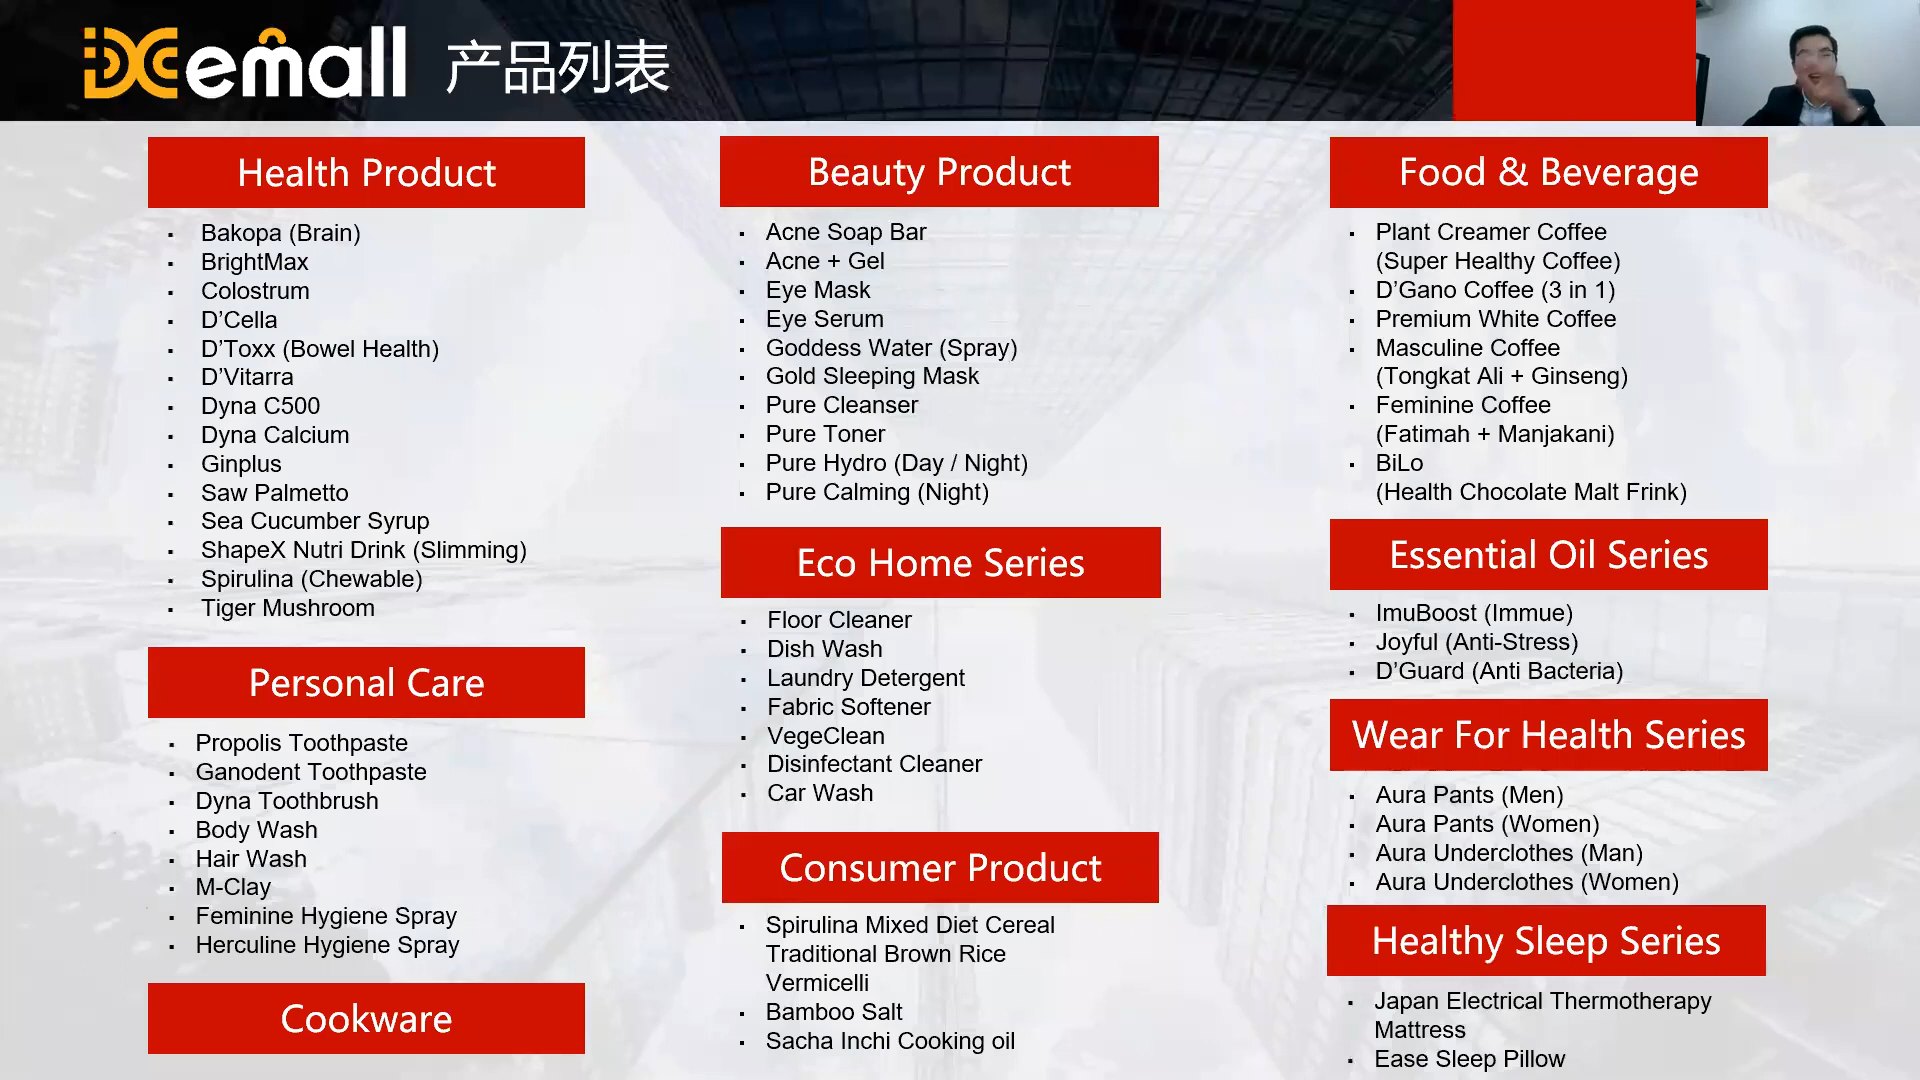 DXCemall 产品列表
Health Product
Bakopa (Brain)
BrightMax
Colostrum
D’Cella
D’Toxx (Bowel Health)
D’Vitarra
Dyna C500
Dyna Calcium
Ginplus
Saw Palmetto
Sea Cucumber Syrup
ShapeX Nutri Drink (Slimming)
Spirulina (Chewable)
Tiger Mushroom
Personal Care
Propolis Toothpaste
Ganodent Toothpaste
Dyna Toothbrush
Body Wash
Hair Wash
M-Clay
Feminine Hygiene Spray
Herculine Hygiene Spray
Cookware
Beauty Product
Acne Soap Bar
Acne + Gel
Eye Mask
Eye Serum
Goddess Water (Spray)
Gold Sleeping Mask
Pure Cleanser
Pure Toner
Pure Hydro (Day / Night)
Pure Calming (Night)
Eco Home Series
Floor Cleaner
Dish Wash
Laundry Detergent
Fabric Softener
VegeClean
Disinfectant Cleaner
Car Wash
Consumer Product
Spirulina Mixed Diet Cereal
Traditional Brown Rice
Vermicelli
Bamboo Salt
Sacha Inchi Cooking oil
Food & Beverage
Plant Creamer Coffee
(Super Healthy Coffee)
D’Gano Coffee (3 in 1)
Premium White Coffee
Masculine Coffee
(Tongkat Ali + Ginseng)
Feminine Coffee
(Fatimah + Manjakani)
BiLo
(Health Chocolate Malt Frink)
Essential Oil Series
ImuBoost (Immue)
Joyful (Anti-Stress)
D’Guard (Anti Bacteria)
Wear For Health Series
Aura Pants (Men)
Aura Pants (Women)
Aura Underclothes (Man)
Aura Underclothes (Women)
Healthy Sleep Series
Japan Electrical Thermotherapy
Mattress
Ease Sleep Pillow